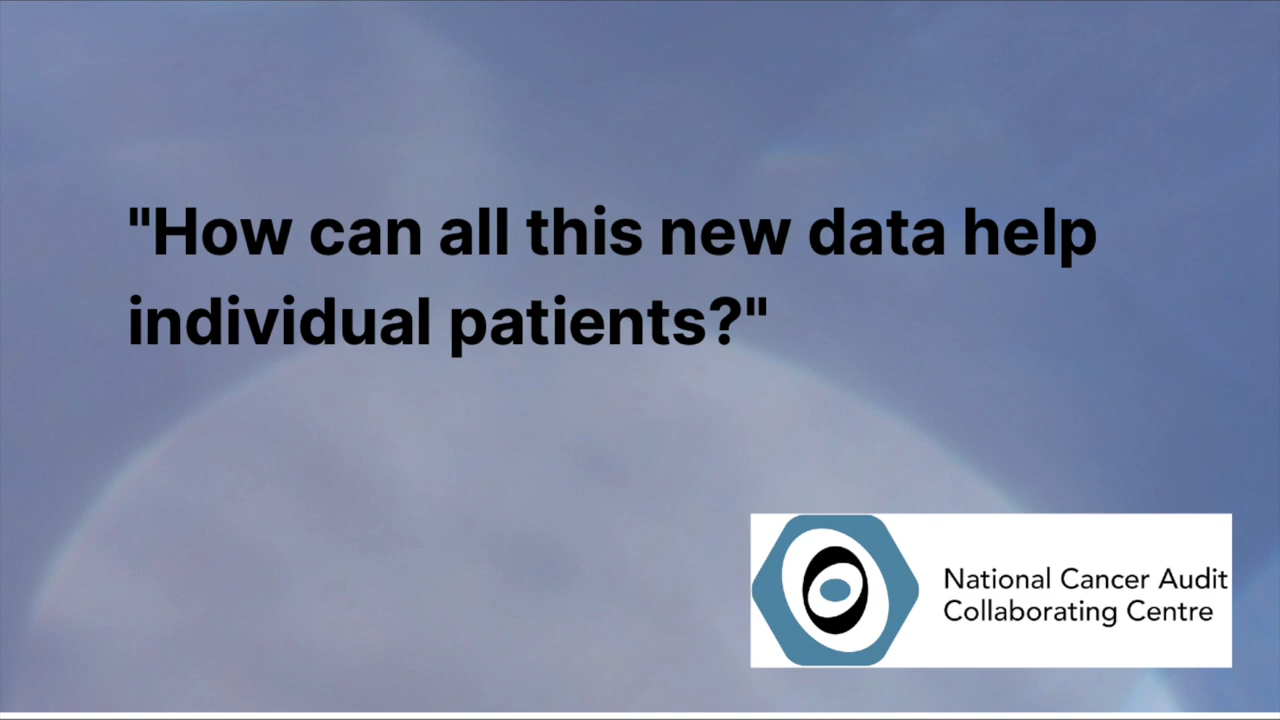 "How can all this new data help
individual patients?"
National Cancer Audit
Collaborating Centre